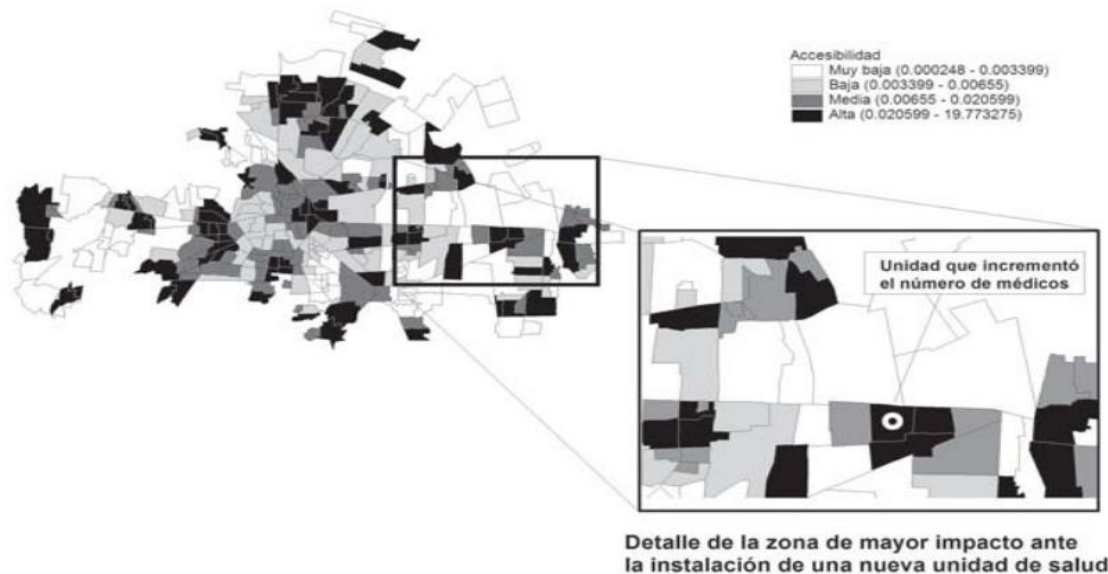 Accesibilidad
Muy baja (0.000248 - 0.003399)
Baja (0.003399 - 0.00655)
Media (0.00655 - 0.020599)
Alta (0.020599 - 19.773275)
Unidad que incrementó
el número de médicos
Detalle de la zona de mayor impacto ante
la instalación de una nueva unidad de salud